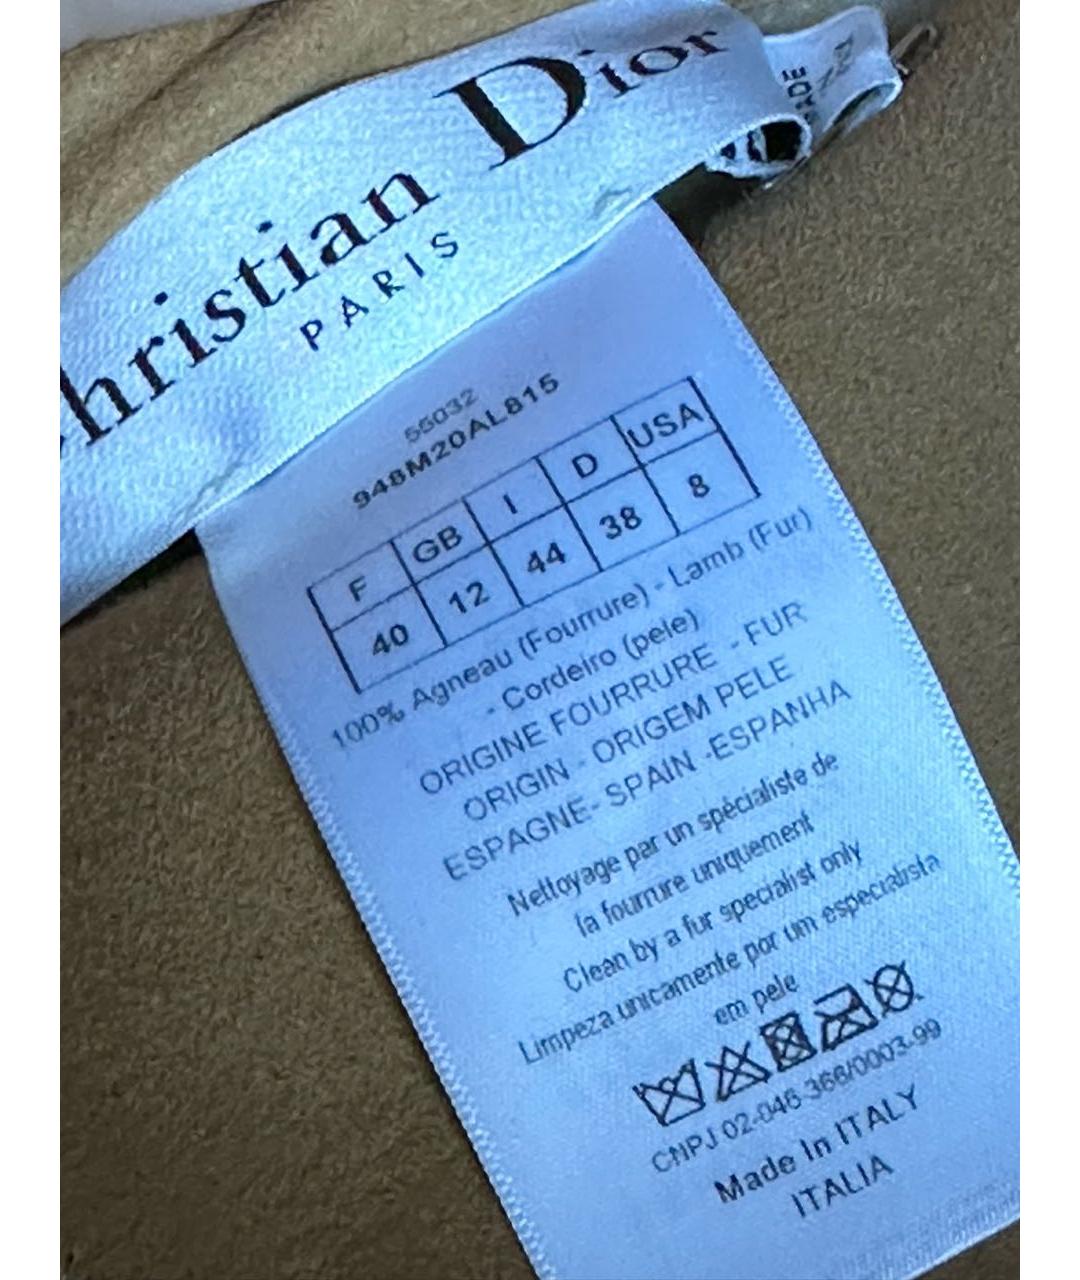 hristian Dior
PARIS
ADE
55032
948M20AL815
F GB I D USA
40 12 44 38 8
100% Agneau (Fourrure) - Lamb (Fur)
- Cordeiro (pele)
ORIGINE FOURRURE - FUR
ORIGIN - ORIGEM PELE
ESPAGNE- SPAIN -ESPANHA
Nettoyage par un spécialiste de
la fourrure uniquement
Clean by a fur specialist only
Limpeza unicamente por um especialista
em pele
CNPJ 02-046-366/0003-99
Made In ITALY
ITALIA